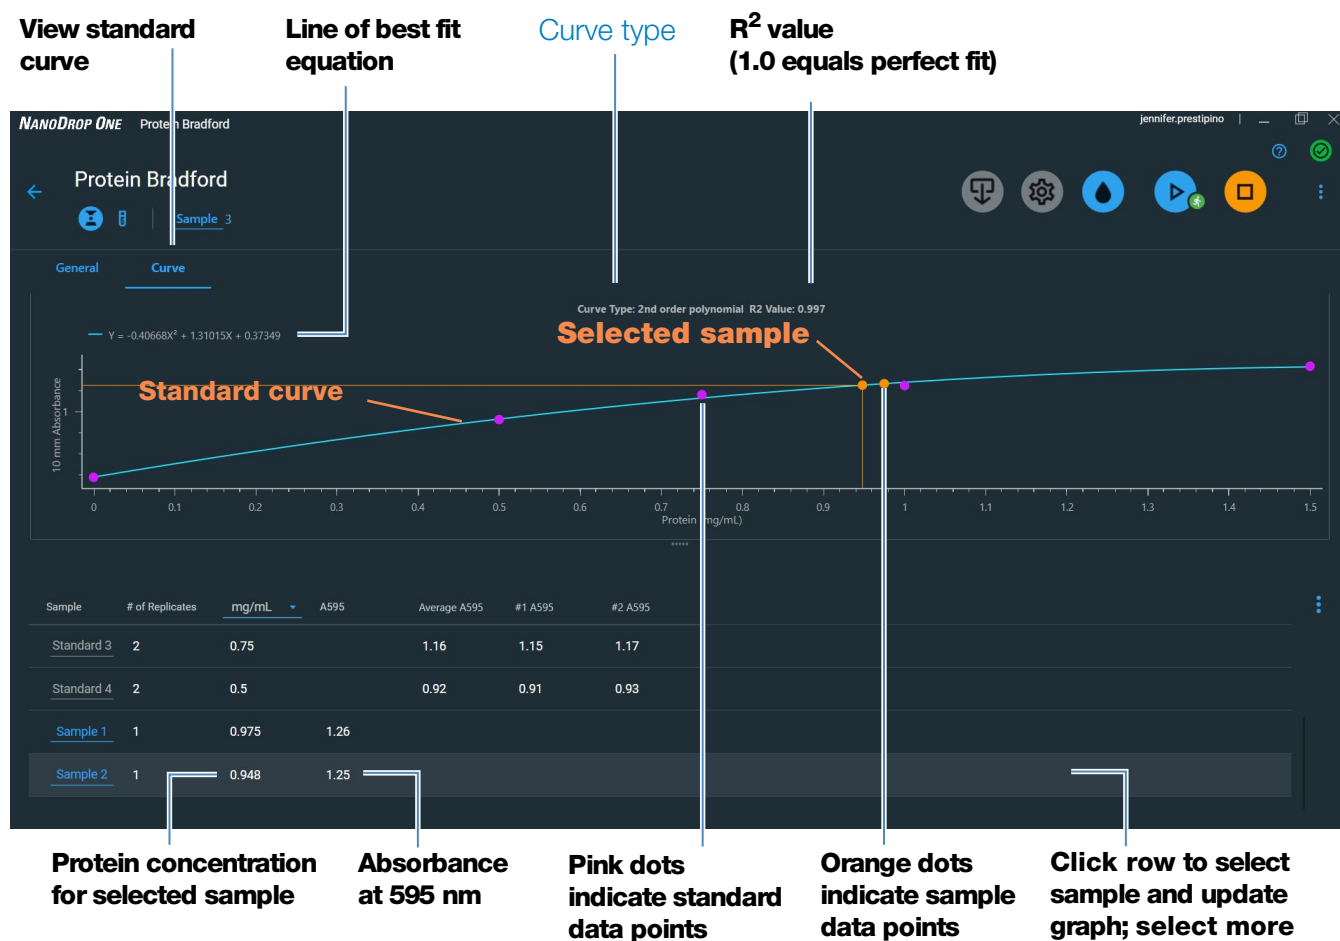 View standard
curve
Line of best fit
equation
Curve type
R² value
(1.0 equals perfect fit)
NANODROP ONE Protein Bradford
jennifer.prestipino
Protein Bradford
Sample 3
General
Curve
Curve Type: 2nd order polynomial R2 Value: 0.997
Y = -0.40668X² + 1.31015X + 0.37349
Selected sample
Standard curve
10 mm Absorbance
1
0 0.1 0.2 0.3 0.4 0.5 0.6 0.7 0.8 0.9 1 1.1 1.2 1.3 1.4 1.5
Protein (mg/mL)
Sample # of Replicates mg/mL A595 Average A595 #1 A595 #2 A595
Standard 3 2 0.75 1.16 1.15 1.17
Standard 4 2 0.5 0.92 0.91 0.93
Sample 1 1 0.975 1.26
Sample 2 1 0.948 1.25
Protein concentration
for selected sample
Absorbance
at 595 nm
Pink dots
indicate standard
data points
Orange dots
indicate sample
data points
Click row to select
sample and update
graph; select more